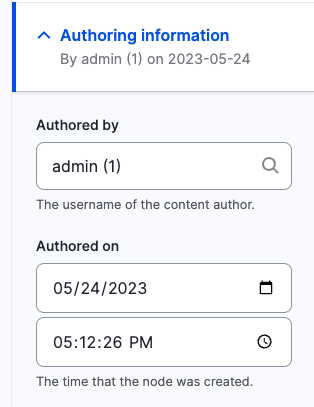 Authoring information
By admin (1) on 2023-05-24
Authored by
admin (1)
The username of the content author.
Authored on
05/24/2023
05:12:26 PM
The time that the node was created.